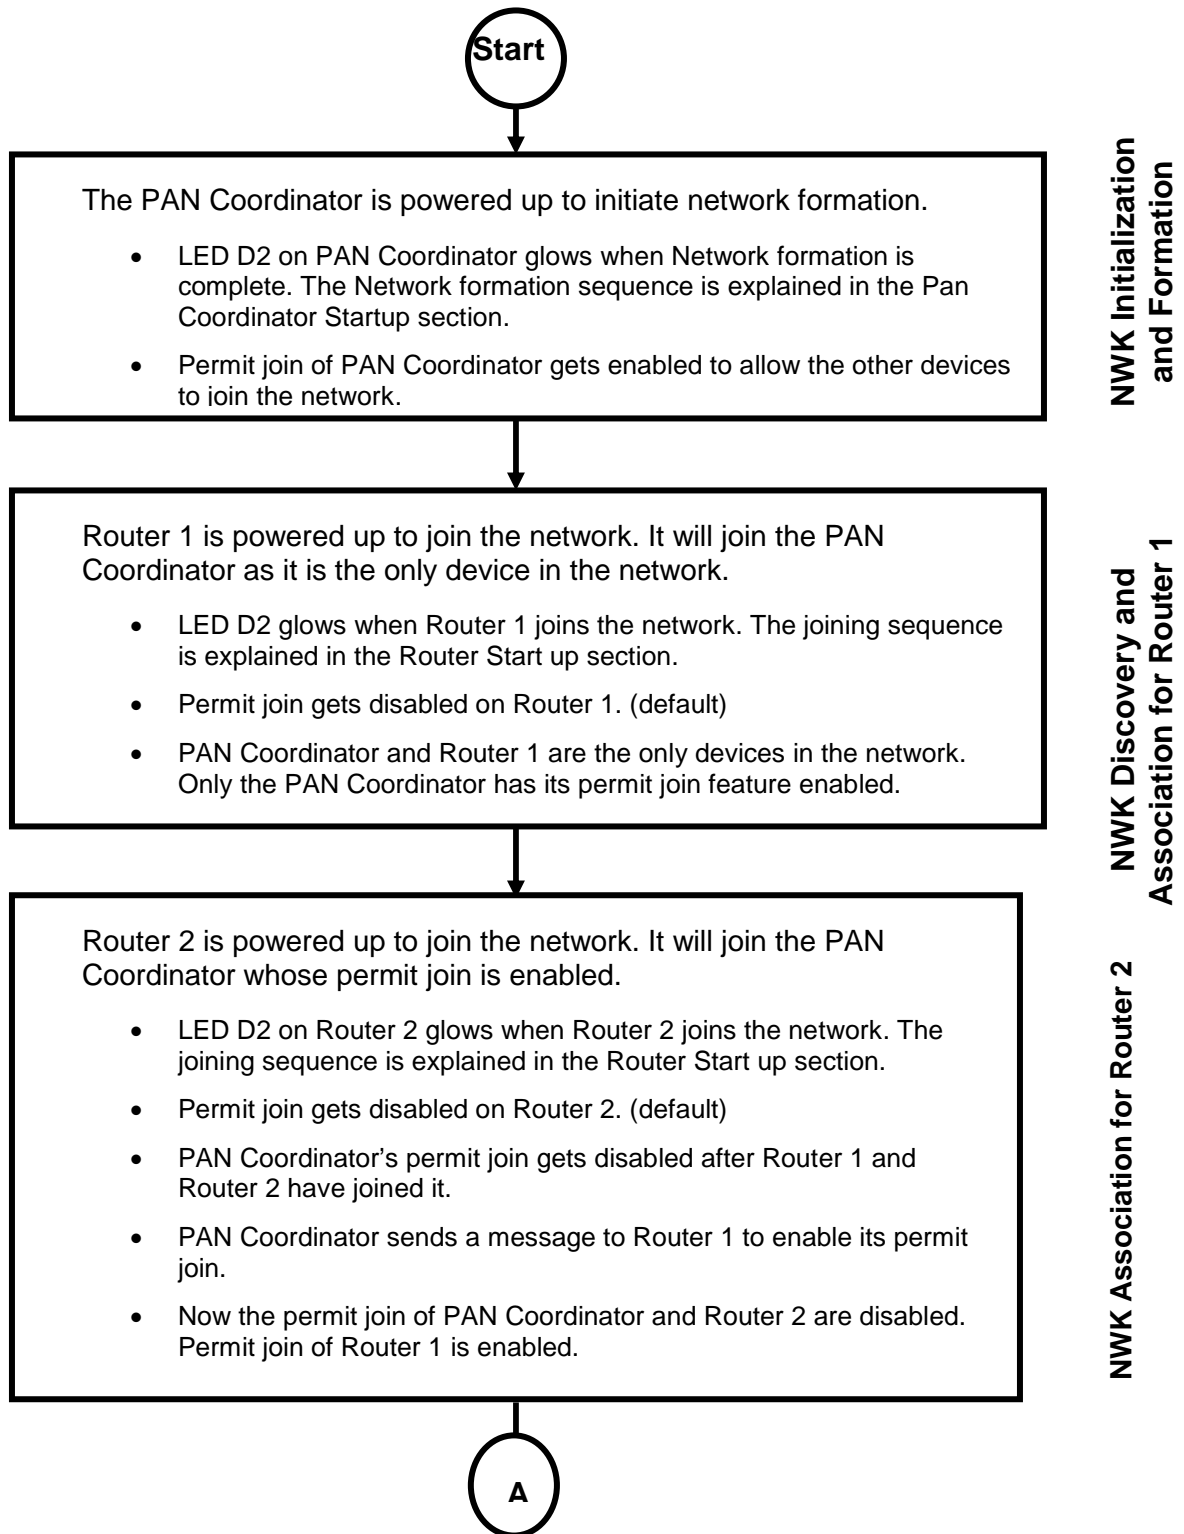 Start
The PAN Coordinator is powered up to initiate network formation.
• LED D2 on PAN Coordinator glows when Network formation is
complete. The Network formation sequence is explained in the Pan
Coordinator Startup section.
• Permit join of PAN Coordinator gets enabled to allow the other devices
to join the network.
NWK Initialization
and Formation
Router 1 is powered up to join the network. It will join the PAN
Coordinator as it is the only device in the network.
• LED D2 glows when Router 1 joins the network. The joining sequence
is explained in the Router Start up section.
• Permit join gets disabled on Router 1. (default)
• PAN Coordinator and Router 1 are the only devices in the network.
Only the PAN Coordinator has its permit join feature enabled.
NWK Discovery and
Association for Router 1
Router 2 is powered up to join the network. It will join the PAN
Coordinator whose permit join is enabled.
• LED D2 on Router 2 glows when Router 2 joins the network. The
joining sequence is explained in the Router Start up section.
• Permit join gets disabled on Router 2. (default)
• PAN Coordinator’s permit join gets disabled after Router 1 and
Router 2 have joined it.
• PAN Coordinator sends a message to Router 1 to enable its permit
join.
• Now the permit join of PAN Coordinator and Router 2 are disabled.
Permit join of Router 1 is enabled.
NWK Association for Router 2
A